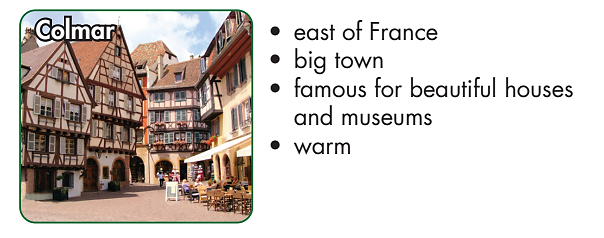 Colmar
• east of France
• big town
• famous for beautiful houses
and museums
• warm